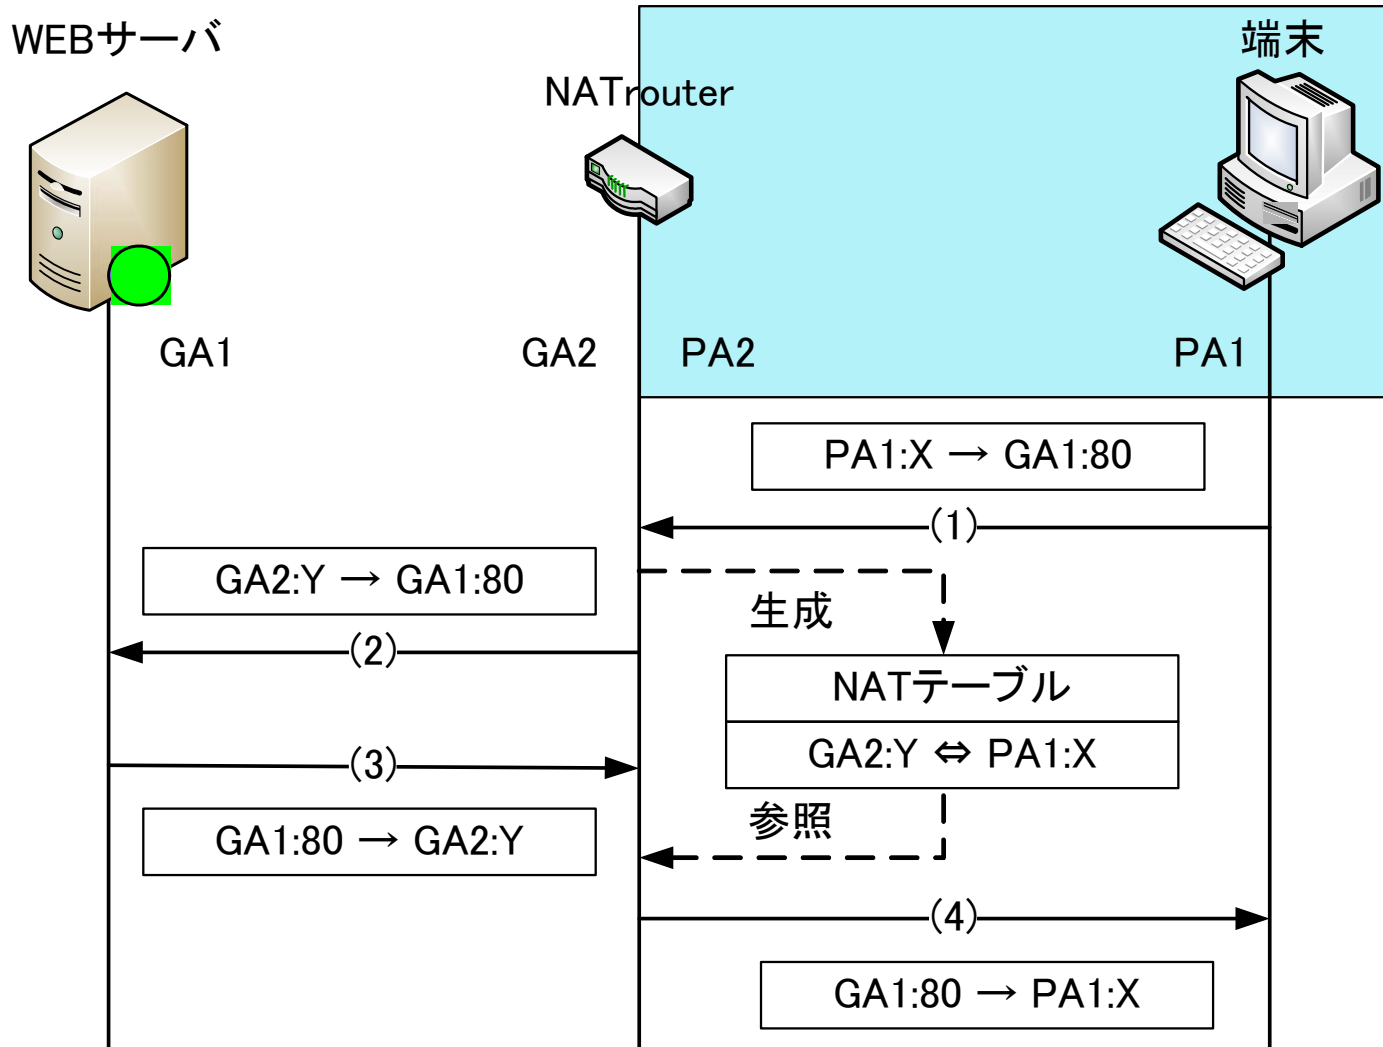 WEBサーバ
NATrouter
端末
GA1
GA2
PA2
PA1
PA1:X → GA1:80
(1)
GA2:Y → GA1:80
生成
(2)
NATテーブル
GA2:Y ⇔ PA1:X
(3)
参照
GA1:80 → GA2:Y
(4)
GA1:80 → PA1:X